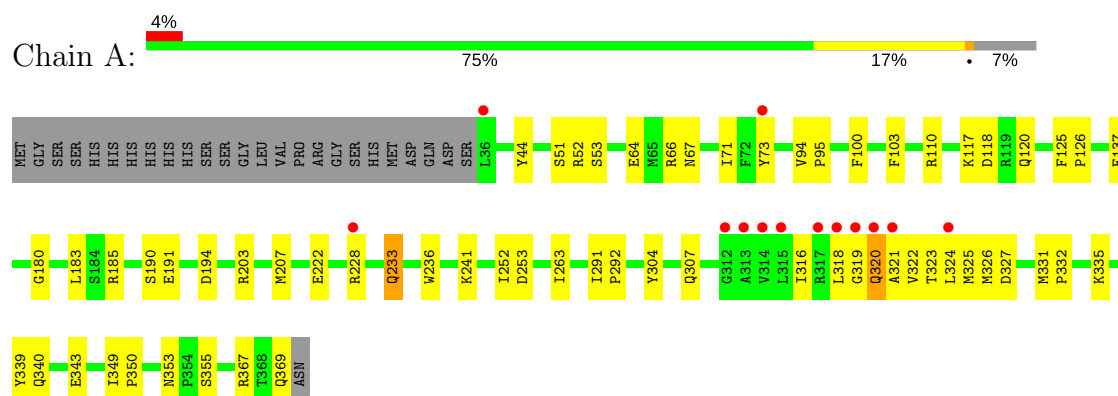 4%
Chain A:
75% 17% • 7%
MET GLY SER SER HIS HIS HIS HIS HIS HIS SER SER GLY LEU VAL PRO ARG GLY SER HIS MET ASP GLN ASP SER L36 Y44 S51 R52 S53 E64 N65 R66 N67 I71 F72 Y73 V94 P95 F100 F103 R110 K117 D118 R119 Q120 F125 P126
G180 L183 S184 R185 S190 E191 D194 R203 M207 E222 R228 Q233 W236 K241 I252 D253 I263 I291 P292 Y304 Q307 G312 A313 V314 L315 I316 R317 L318 G319 Q320 A321 V322 T323 L324 M325 M326 D327 M331 P332 K335
Y339 Q340 E343 I349 P350 N353 P354 S355 R367 T368 Q369 ASN